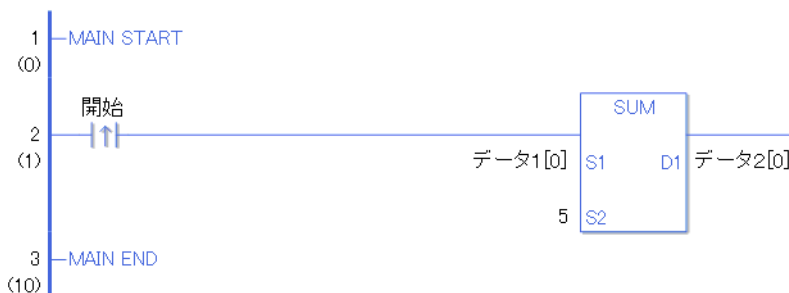 1 MAIN START
(0)
開始
SUM
2
(1) データ1[0] S1 D1 データ2[0]
5 S2
3 MAIN END
(10)